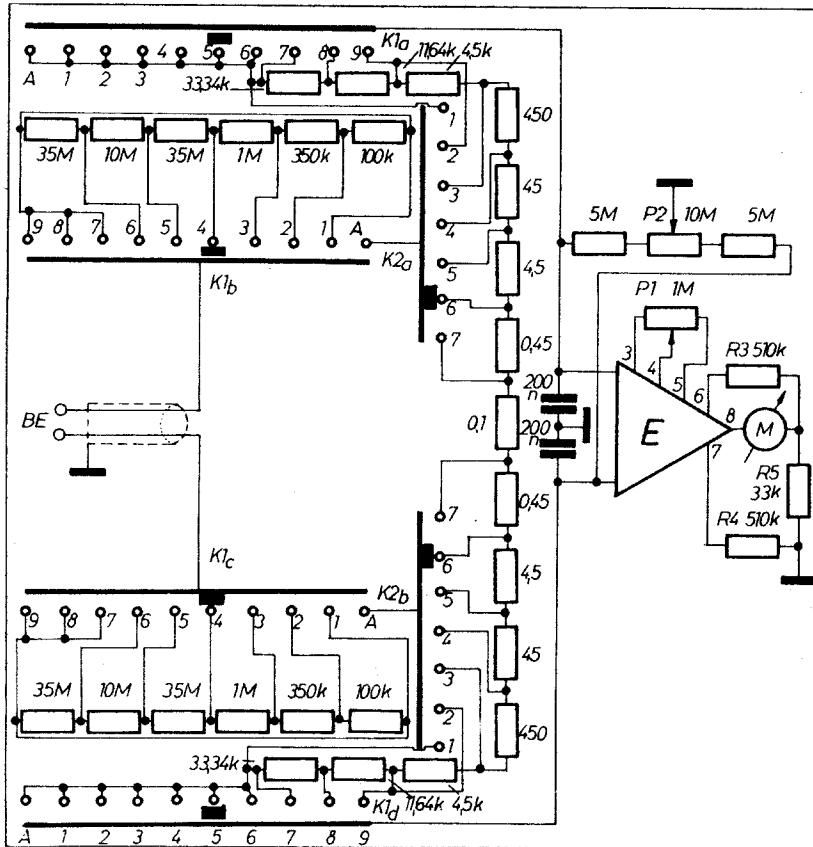 K1a
A 1 2 3 4 5 6 7 8 9 11,64k 4,5k
33,34k
450
1
2
35M 10M 35M 1M 350k 100k
3
45
4
9 8 7 6 5 4 3 2 1 A
K2a
5
4,5
5M P2 10M 5M
K1b
6
P1 1M
7
0,45
3 4 5 6
R3 510k
200
n
BE
0,1
200
n
E
8
M
7
7
0,45
R5
33k
R4 510k
K1c
6
4,5
K2b
9 8 7 6 5 4 3 2 1 A
5
4
45
3
35M 10M 35M 1M 350k 100k
2
450
1
33,34k
11,64k 4,5k
K1d
A 1 2 3 4 5 6 7 8 9